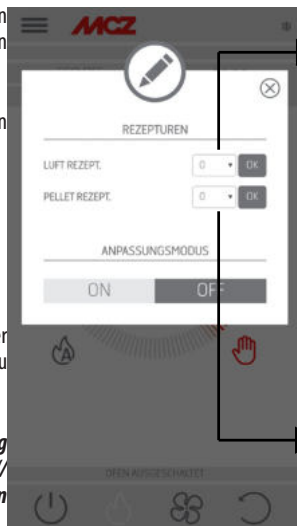 MCZ
REZEPTUREN
LUFT REZEPT. 0 OK
PELLET REZEPT. 0 OK
ANPASSUNGSMODUS
ON OFF
A
OFEN AUSGESCHALTET